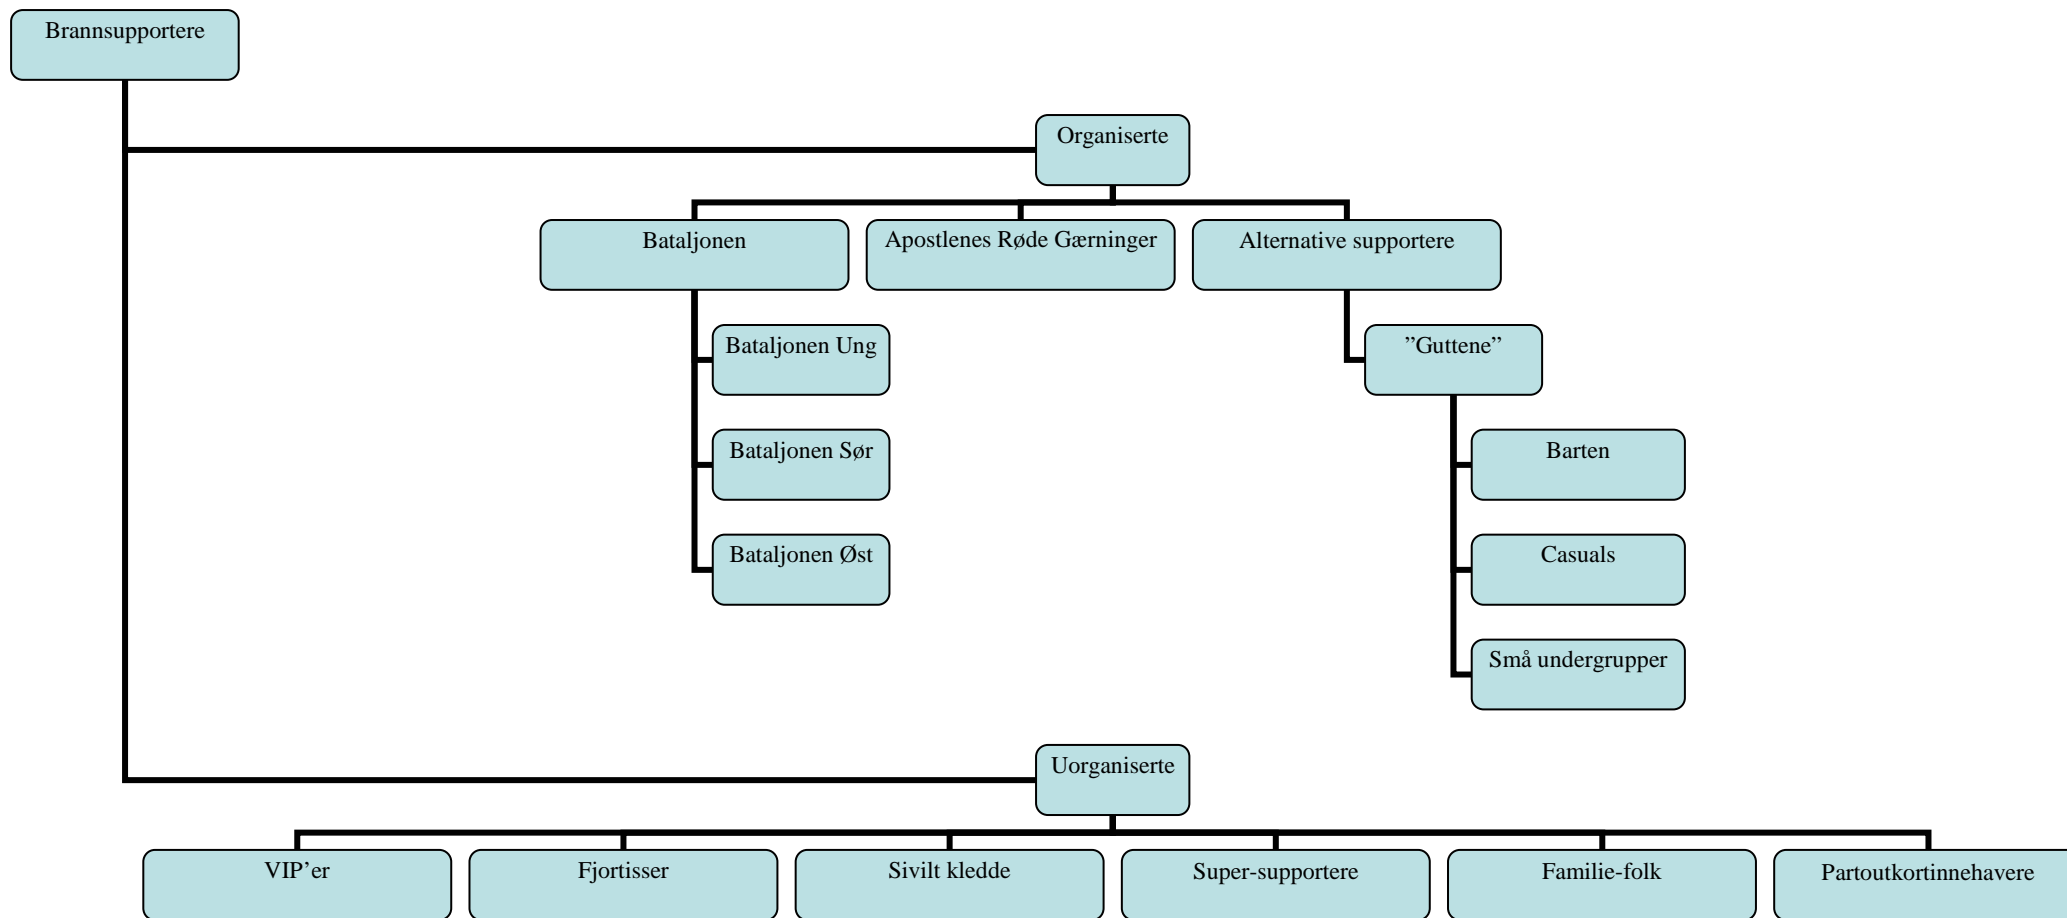 Brannsupportere
Organiserte
Bataljonen
Apostlenes Røde Gærninger
Alternative supportere
Bataljonen Ung
”Guttene”
Bataljonen Sør
Barten
Bataljonen Øst
Casuals
Små undergrupper
Uorganiserte
VIP’er
Fjortisser
Sivilt kledde
Super-supportere
Familie-folk
Partoutkortinnehavere